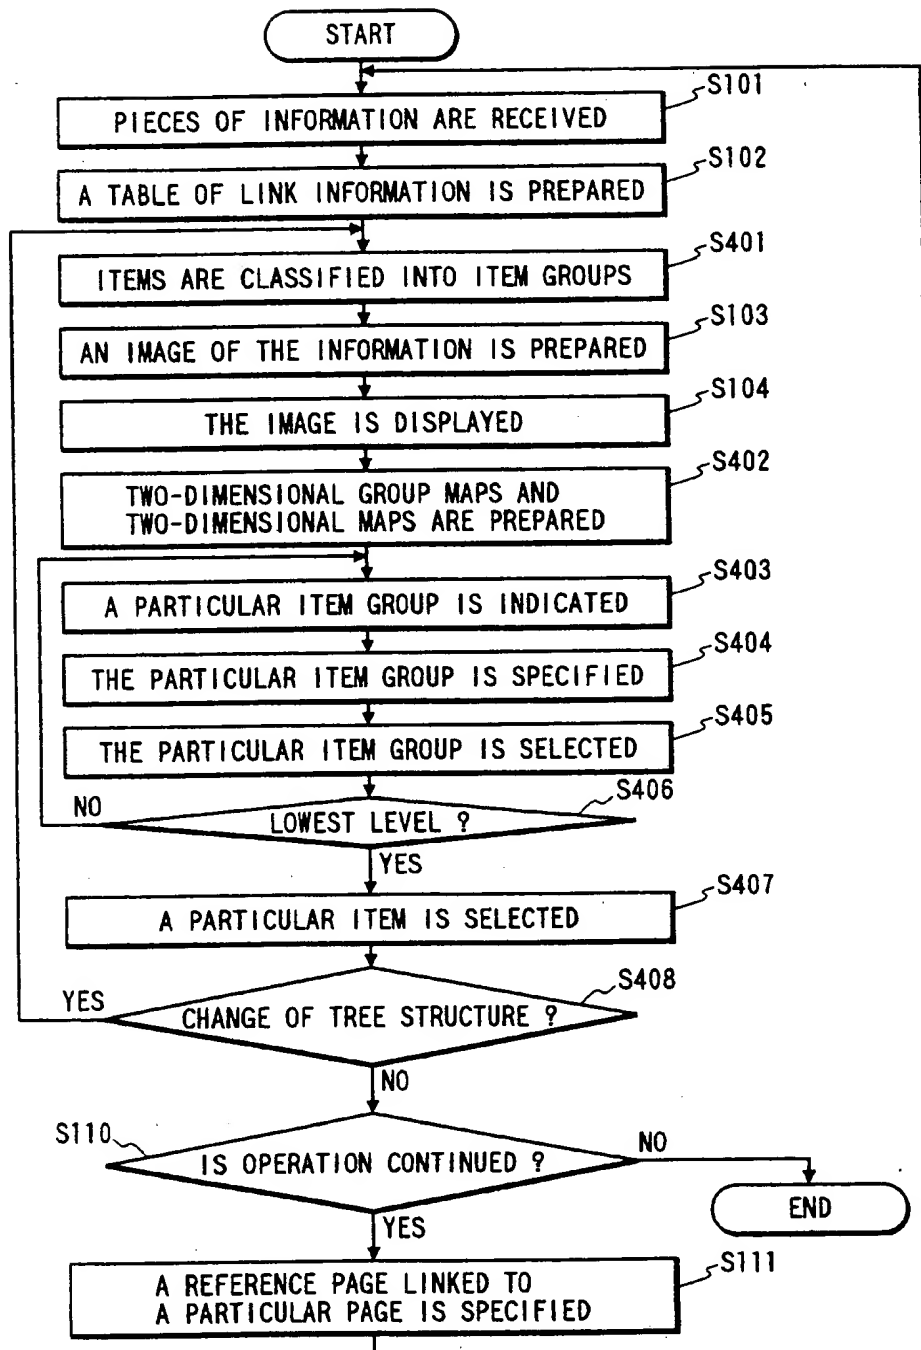 START
S101
PIECES OF INFORMATION ARE RECEIVED
S102
A TABLE OF LINK INFORMATION IS PREPARED
S401
ITEMS ARE CLASSIFIED INTO ITEM GROUPS
S103
AN IMAGE OF THE INFORMATION IS PREPARED
S104
THE IMAGE IS DISPLAYED
S402
TWO-DIMENSIONAL GROUP MAPS AND
TWO-DIMENSIONAL MAPS ARE PREPARED
S403
A PARTICULAR ITEM GROUP IS INDICATED
S404
THE PARTICULAR ITEM GROUP IS SPECIFIED
S405
THE PARTICULAR ITEM GROUP IS SELECTED
S406
NO
LOWEST LEVEL ?
YES
S407
A PARTICULAR ITEM IS SELECTED
S408
YES
CHANGE OF TREE STRUCTURE ?
NO
S110
IS OPERATION CONTINUED ?
NO
END
YES
S111
A REFERENCE PAGE LINKED TO
A PARTICULAR PAGE IS SPECIFIED